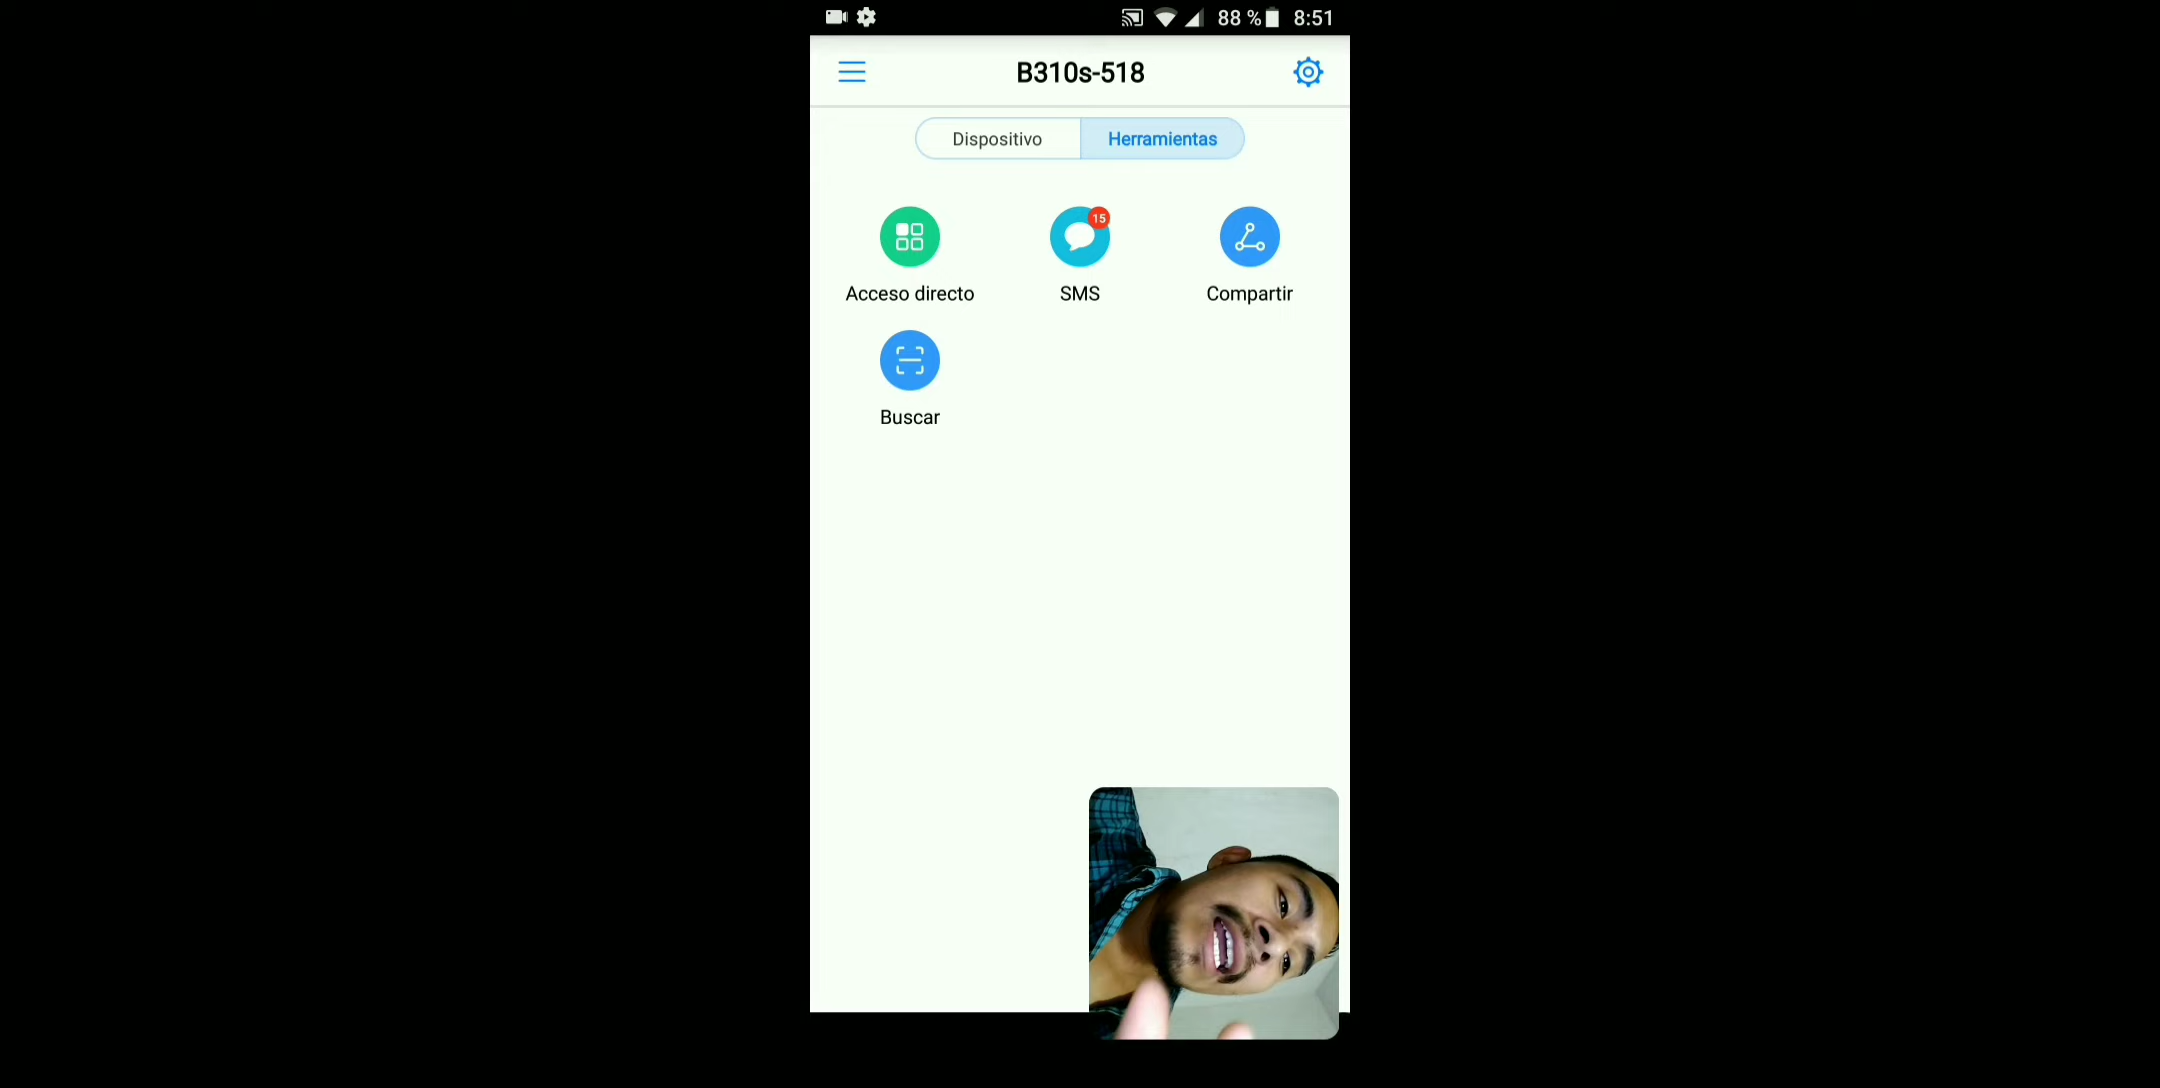 88 % 8:51
B310s-518
Dispositivo Herramientas
15
Acceso directo SMS Compartir
Buscar